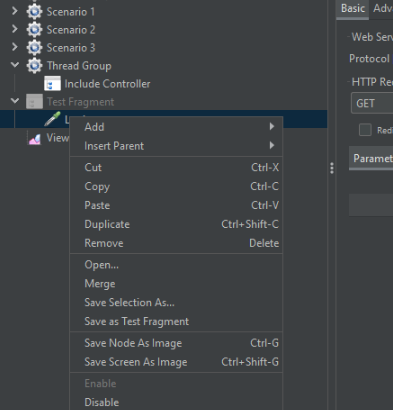 Scenario 1
Scenario 2
Scenario 3
Thread Group
Include Controller
Test Fragment
View
Add
Insert Parent
Cut Ctrl-X
Copy Ctrl-C
Paste Ctrl-V
Duplicate Ctrl+Shift-C
Remove Delete
Open...
Merge
Save Selection As...
Save as Test Fragment
Save Node As Image Ctrl-G
Save Screen As Image Ctrl+Shift-G
Enable
Disable
Basic Adv
Web Serv
Protocol
HTTP Rec
GET
Redi
Paramet